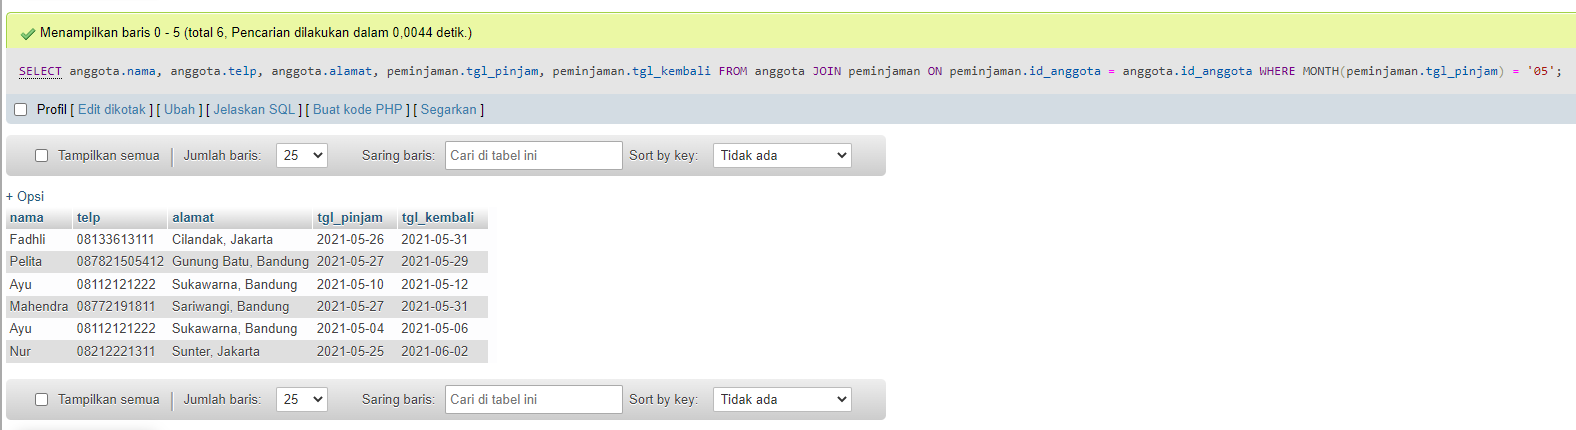 Menampilkan baris 0 - 5 (total 6, Pencarian dilakukan dalam 0,0044 detik.)
SELECT anggota.nama, anggota.telp, anggota.alamat, peminjaman.tgl_pinjam, peminjaman.tgl_kembali FROM anggota JOIN peminjaman ON peminjaman.id_anggota = anggota.id_anggota WHERE MONTH(peminjaman.tgl_pinjam) = '05';
Profil [ Edit dikotak ] [ Ubah ] [ Jelaskan SQL ] [ Buat kode PHP ] [ Segarkan ]
Tampilkan semua | Jumlah baris: 25 Saring baris: Cari di tabel ini Sort by key: Tidak ada
+ Opsi
nama telp alamat tgl_pinjam tgl_kembali
Fadhli 08133613111 Cilandak, Jakarta 2021-05-26 2021-05-31
Pelita 087821505412 Gunung Batu, Bandung 2021-05-27 2021-05-29
Ayu 08112121222 Sukawarna, Bandung 2021-05-10 2021-05-12
Mahendra 08772191811 Sariwangi, Bandung 2021-05-27 2021-05-31
Ayu 08112121222 Sukawarna, Bandung 2021-05-04 2021-05-06
Nur 08212221311 Sunter, Jakarta 2021-05-25 2021-06-02
Tampilkan semua | Jumlah baris: 25 Saring baris: Cari di tabel ini Sort by key: Tidak ada